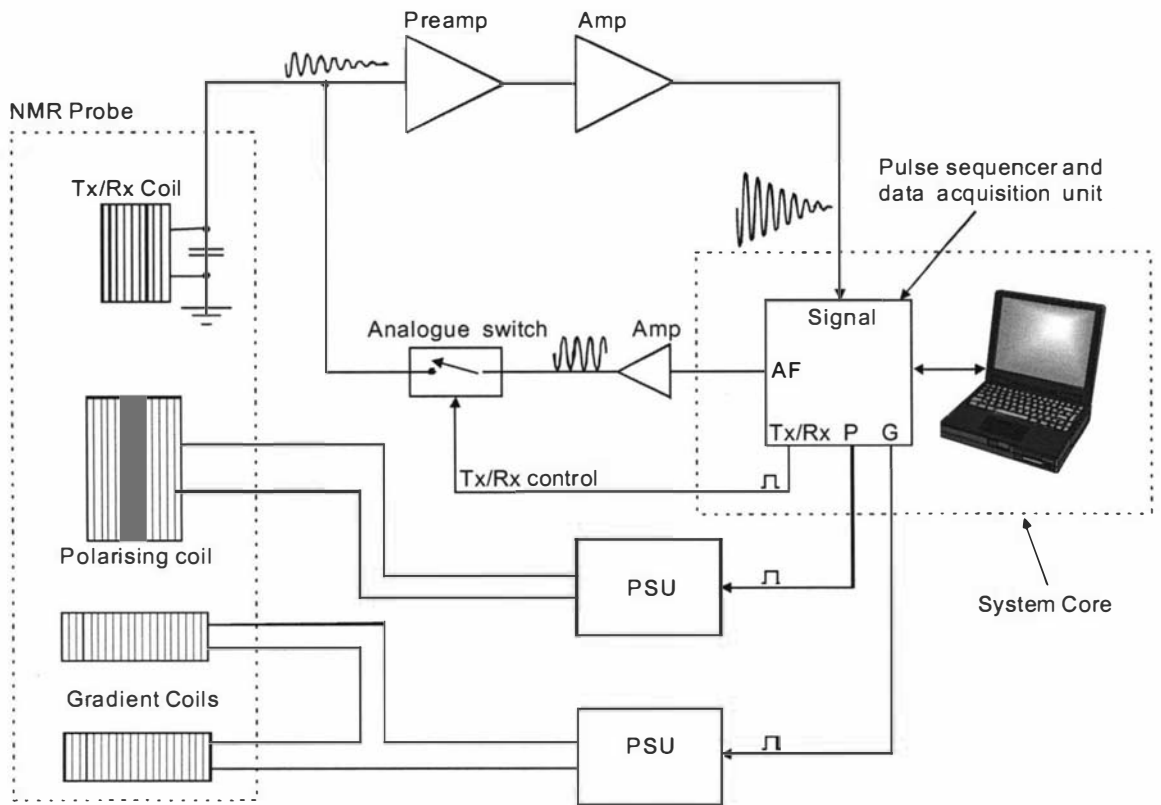 Preamp
Amp
NMR Probe
Tx/Rx Coil
Pulse sequencer and
data acquisition unit
Analogue switch
Amp
Signal
AF
Tx/Rx P G
Tx/Rx control
Polarising coil
PSU
System Core
Gradient Coils
PSU